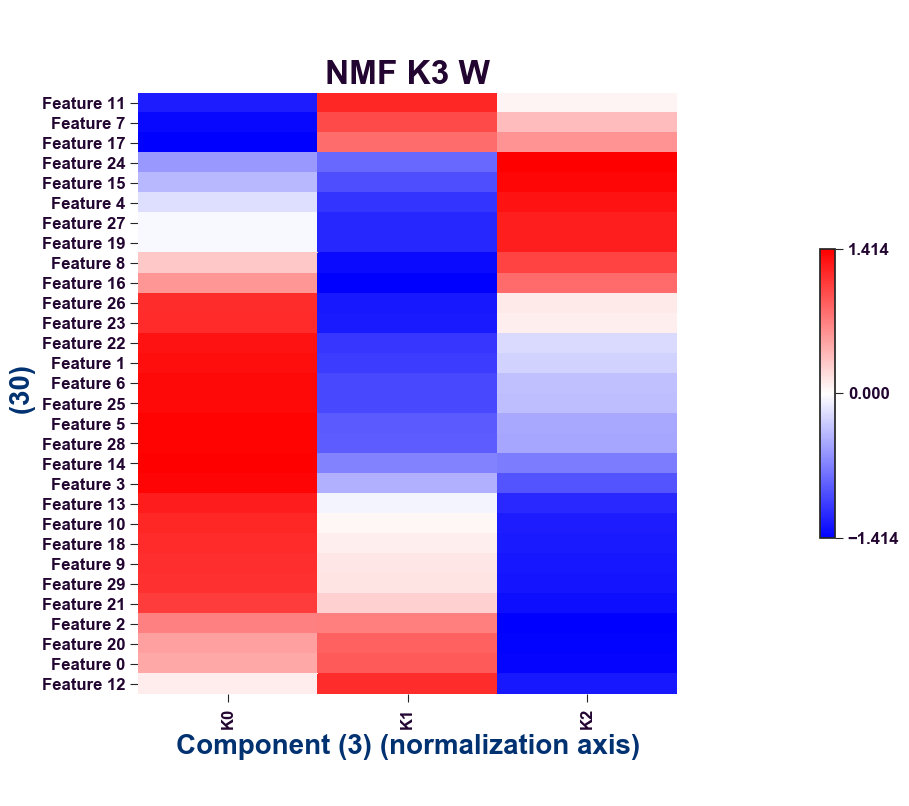 NMF K3 W
Feature 11
Feature 7
Feature 17
Feature 24
Feature 15
Feature 4
Feature 27
Feature 19
Feature 8
Feature 16
Feature 26
Feature 23
Feature 22
Feature 1
Feature 6
Feature 25
Feature 5
Feature 28
Feature 14
Feature 3
Feature 13
Feature 10
Feature 18
Feature 9
Feature 29
Feature 21
Feature 2
Feature 20
Feature 0
Feature 12
(30)
K0
K1
K2
Component (3) (normalization axis)
1.414
0.000
−1.414